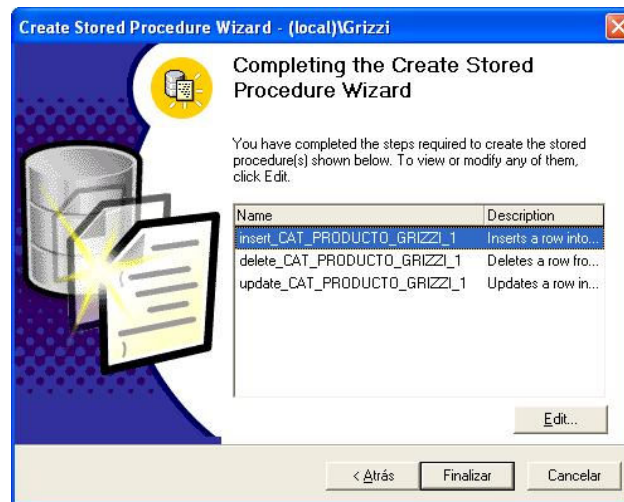 Create Stored Procedure Wizard - (local)\Grizzi
Completing the Create Stored
Procedure Wizard
You have completed the steps required to create the stored
procedure(s) shown below. To view or modify any of them,
click Edit.
Name Description
insert_CAT_PRODUCTO_GRIZZI_1 Inserts a row into...
delete_CAT_PRODUCTO_GRIZZI_1 Deletes a row fro...
update_CAT_PRODUCTO_GRIZZI_1 Updates a row in...
Edit...
< Atrás Finalizar Cancelar